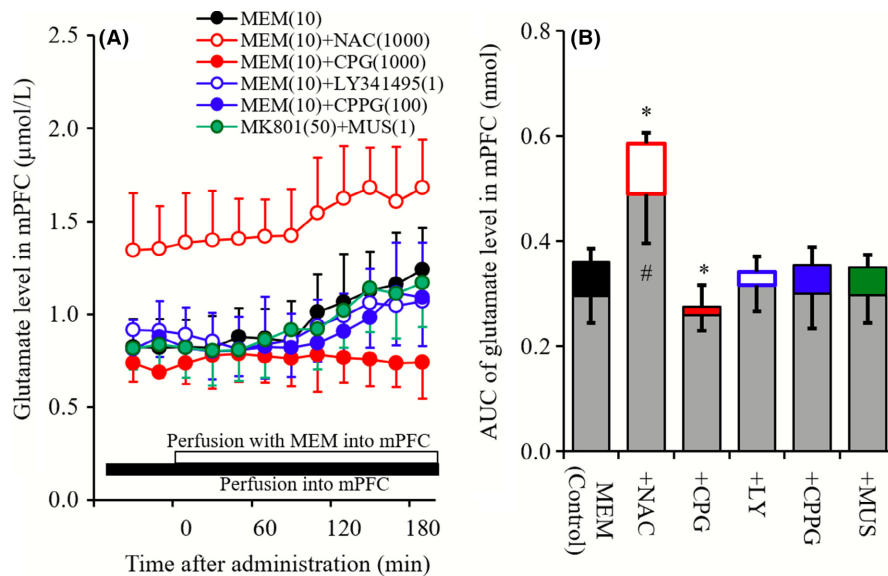 (A)
MEM(10)
MEM(10)+NAC(1000)
MEM(10)+CPG(1000)
MEM(10)+LY341495(1)
MEM(10)+CPPG(100)
MK801(50)+MUS(1)
Glutamate level in mPFC (μmol/L)
2.5
2.0
1.5
1.0
0.5
0.0
Perfusion with MEM into mPFC
Perfusion into mPFC
0 60 120 180
Time after administration (min)
(B)
AUC of glutamate level in mPFC (nmol)
0.8
0.6
0.4
0.2
0.0
*
#
*
MEM
(Control)
+NAC
+CPG
+LY
+CPPG
+MUS